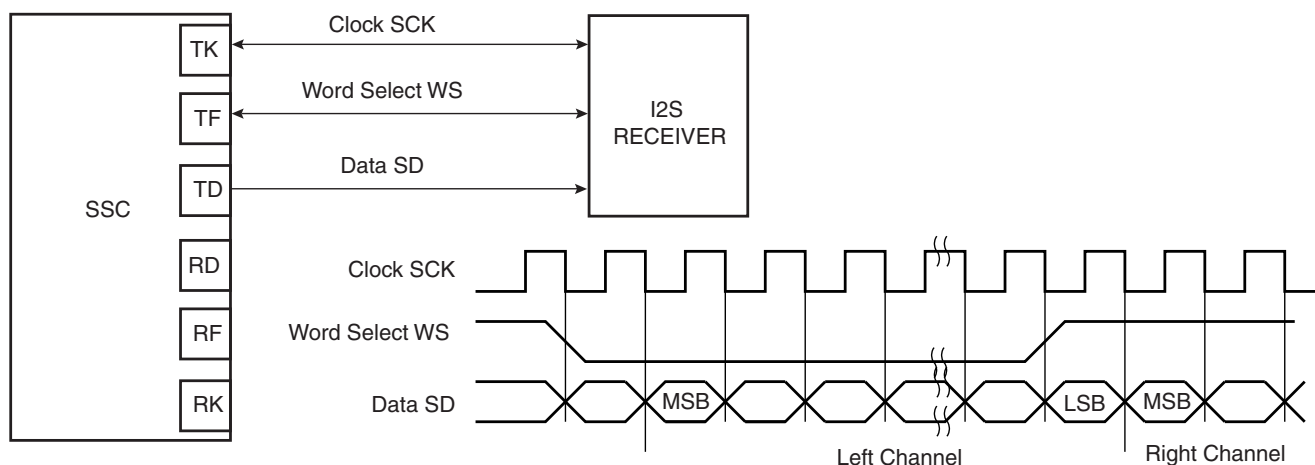 Clock SCK
TK
Word Select WS
TF
I2S
RECEIVER
Data SD
TD
SSC
RD
RF
RK
Clock SCK
Word Select WS
Data SD
MSB
LSB
MSB
Left Channel
Right Channel